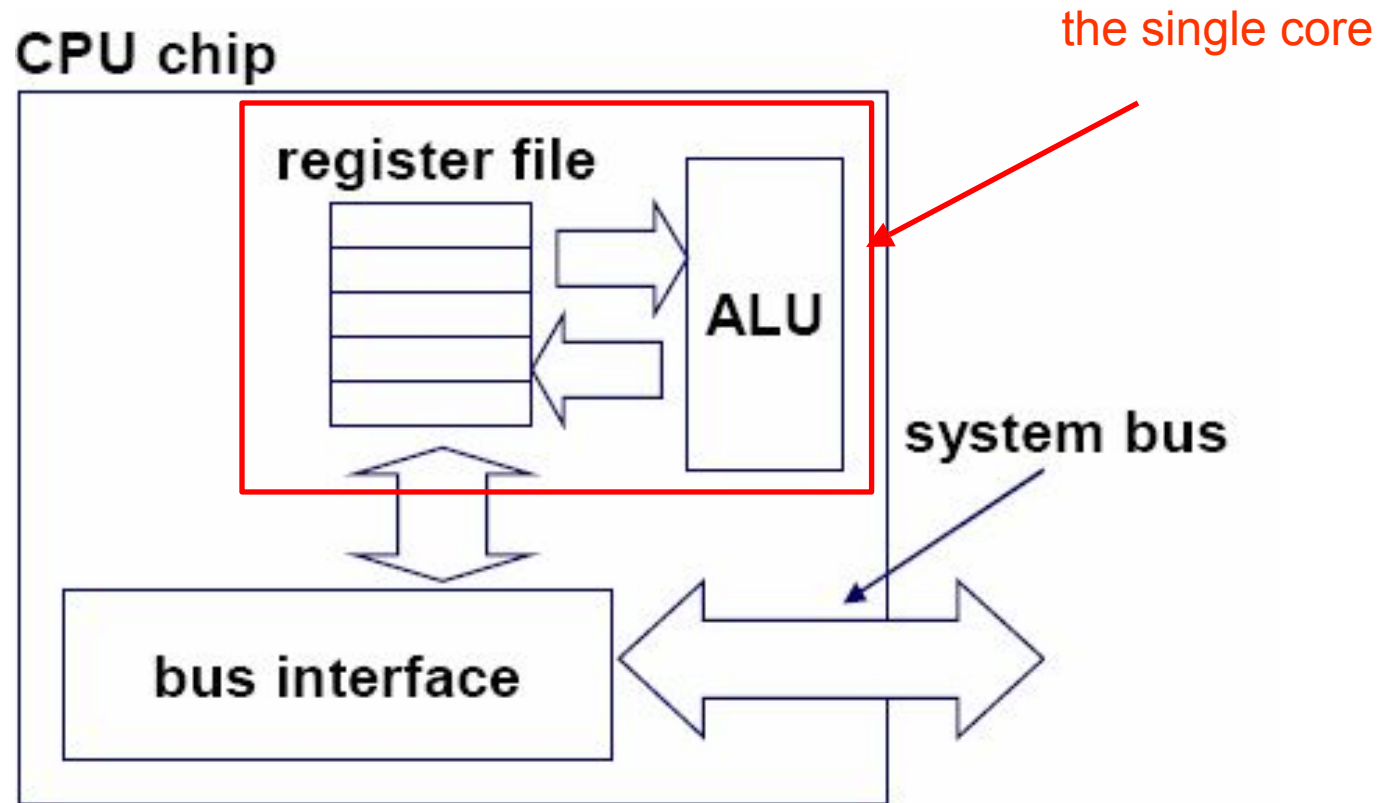 the single core
CPU chip
register file
ALU
system bus
bus interface